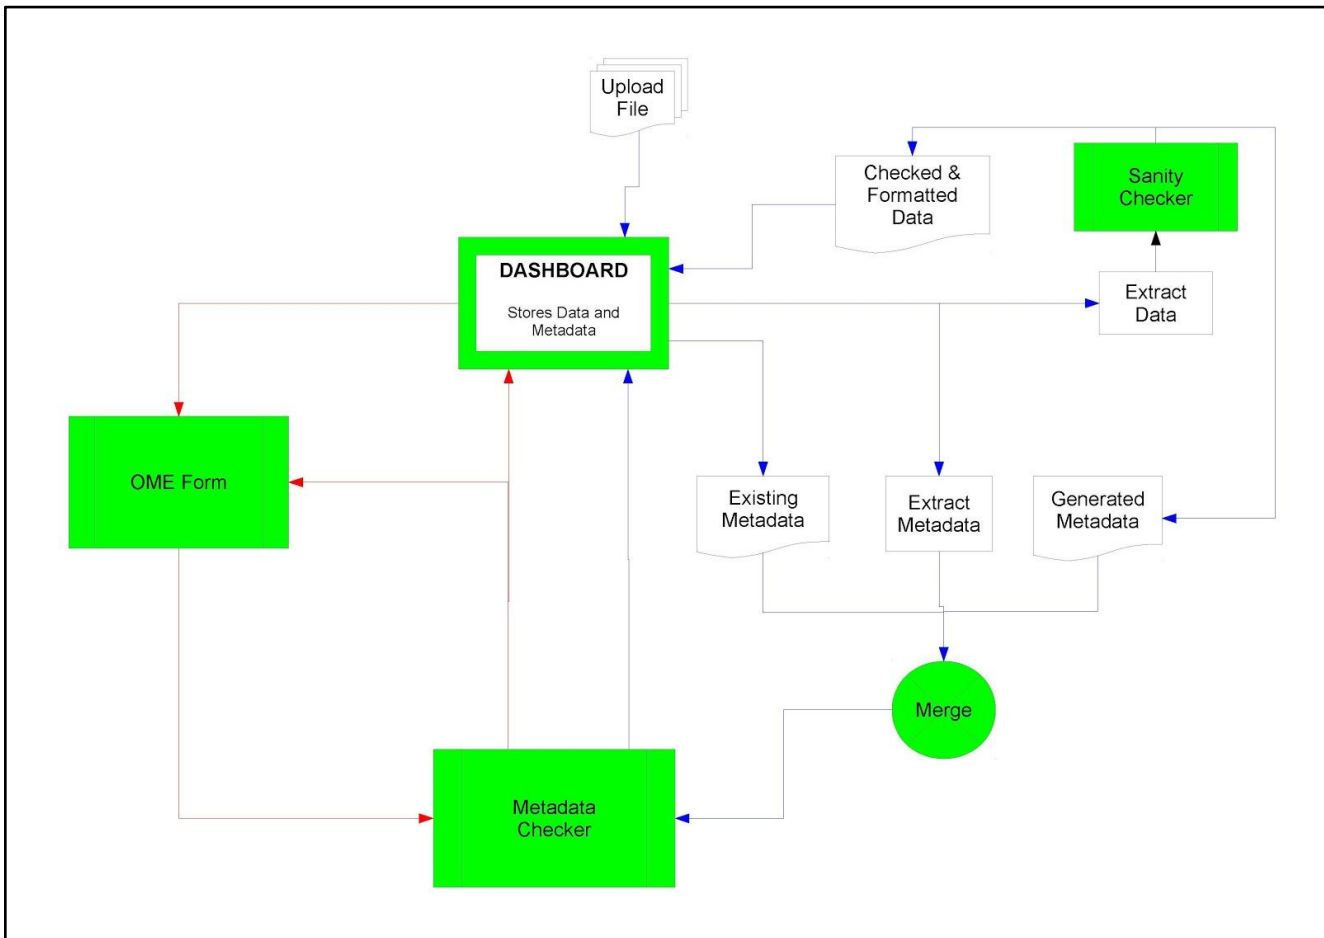 Upload
File
Checked &
Formatted
Data
Sanity
Checker
DASHBOARD
Stores Data and
Metadata
Extract
Data
OME Form
Existing
Metadata
Extract
Metadata
Generated
Metadata
Merge
Metadata
Checker